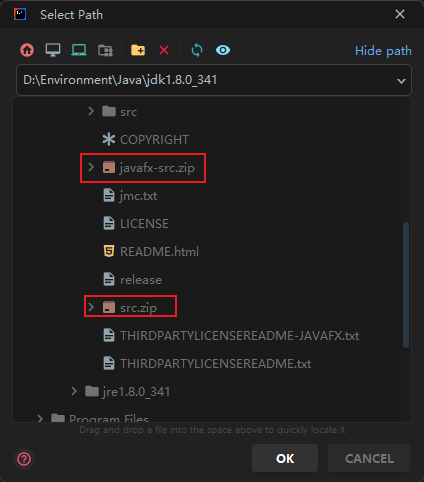 Select Path
Hide path
D:\Environment\Java\jdk1.8.0_341
src
COPYRIGHT
javafx-src.zip
jmc.txt
LICENSE
README.html
release
src.zip
THIRDPARTYLICENSEREADME-JAVAFX.txt
THIRDPARTYLICENSEREADME.txt
jre1.8.0_341
Program Files
Drag and drop a file into the space above to quickly locate it
OK
CANCEL